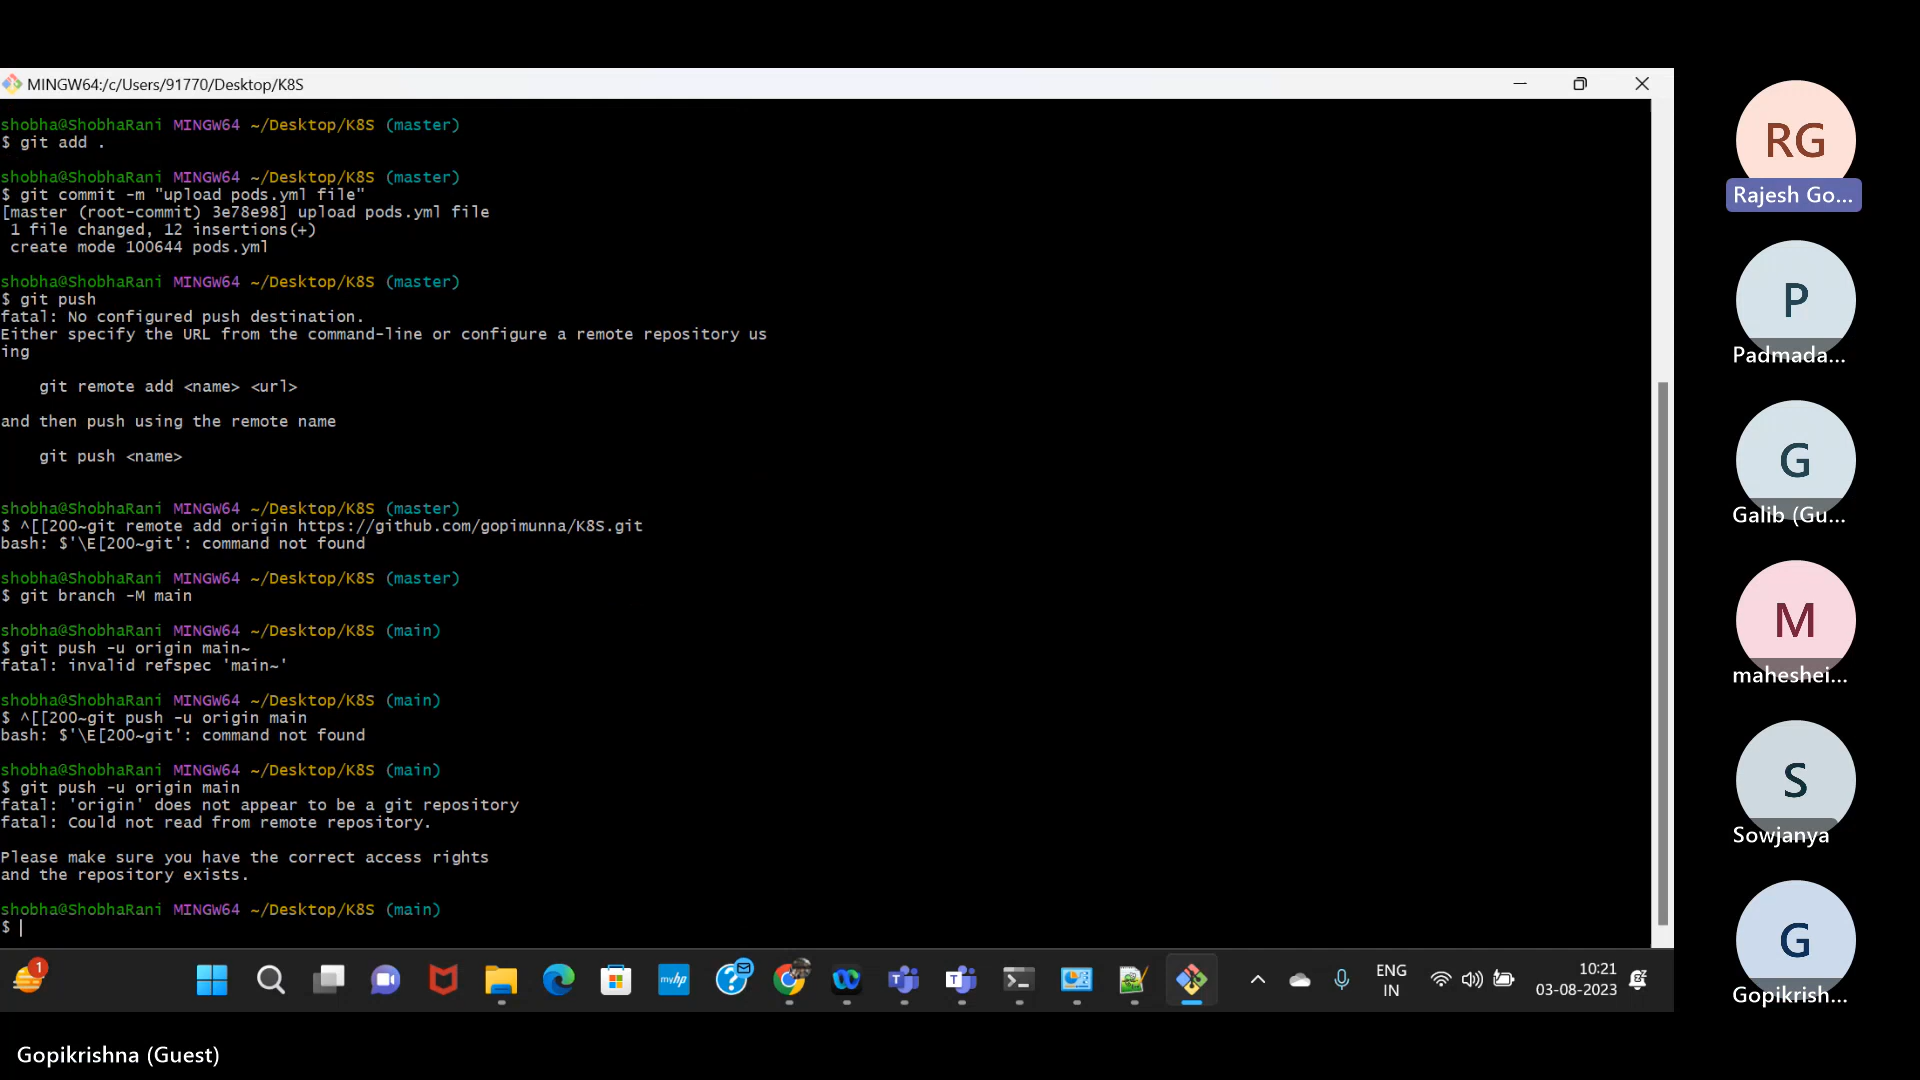 MINGW64:/c/Users/91770/Desktop/K8S
shobha@ShobhaRani MINGW64 ~/Desktop/K8S (master)
$ git add .
shobha@ShobhaRani MINGW64 ~/Desktop/K8S (master)
$ git commit -m "upload pods.yml file"
[master (root-commit) 3e78e98] upload pods.yml file
1 file changed, 12 insertions(+)
create mode 100644 pods.yml
shobha@ShobhaRani MINGW64 ~/Desktop/K8S (master)
$ git push
fatal: No configured push destination.
Either specify the URL from the command-line or configure a remote repository us
ing
git remote add <name> <url>
and then push using the remote name
git push <name>
shobha@ShobhaRani MINGW64 ~/Desktop/K8S (master)
$ ^[[200~git remote add origin https://github.com/gopimunna/K8S.git
bash: $'\E[200~git': command not found
shobha@ShobhaRani MINGW64 ~/Desktop/K8S (master)
$ git branch -M main
shobha@ShobhaRani MINGW64 ~/Desktop/K8S (main)
$ git push -u origin main~
fatal: invalid refspec 'main~'
shobha@ShobhaRani MINGW64 ~/Desktop/K8S (main)
$ ^[[200~git push -u origin main
bash: $'\E[200~git': command not found
shobha@ShobhaRani MINGW64 ~/Desktop/K8S (main)
$ git push -u origin main
fatal: 'origin' does not appear to be a git repository
fatal: Could not read from remote repository.
Please make sure you have the correct access rights
and the repository exists.
shobha@ShobhaRani MINGW64 ~/Desktop/K8S (main)
$
1
myhp
ENG
IN
10:21
03-08-2023
RG
Rajesh Go...
P
Padmada...
G
Galib (Gu...
M
maheshei...
S
Sowjanya
G
Gopikrish...
Gopikrishna (Guest)